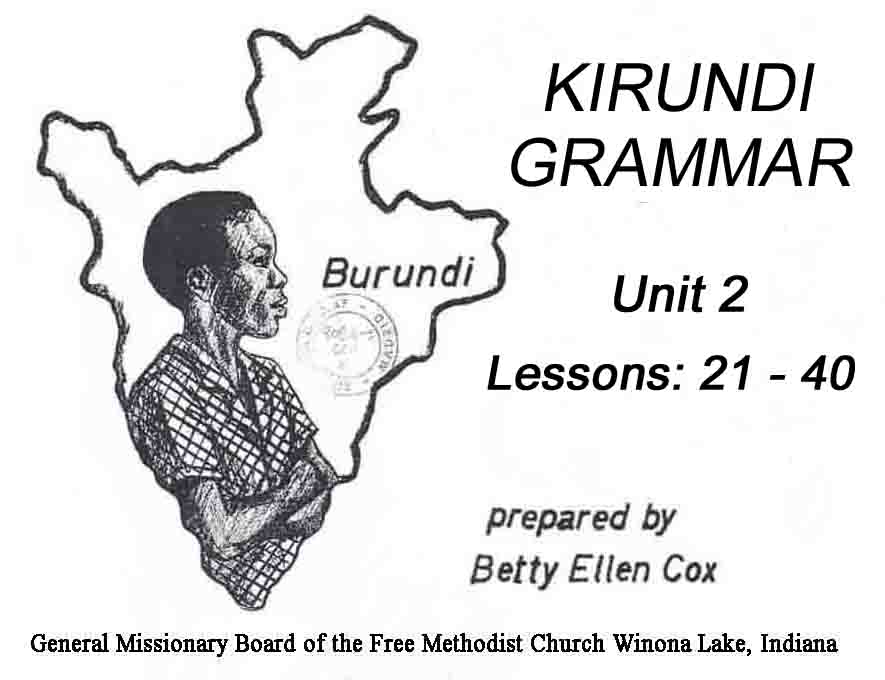 KIRUNDI
GRAMMAR
Burundi
Unit 2
Lessons: 21 - 40
prepared by
Betty Ellen Cox
General Missionary Board of the Free Methodist Church Winona Lake, Indiana